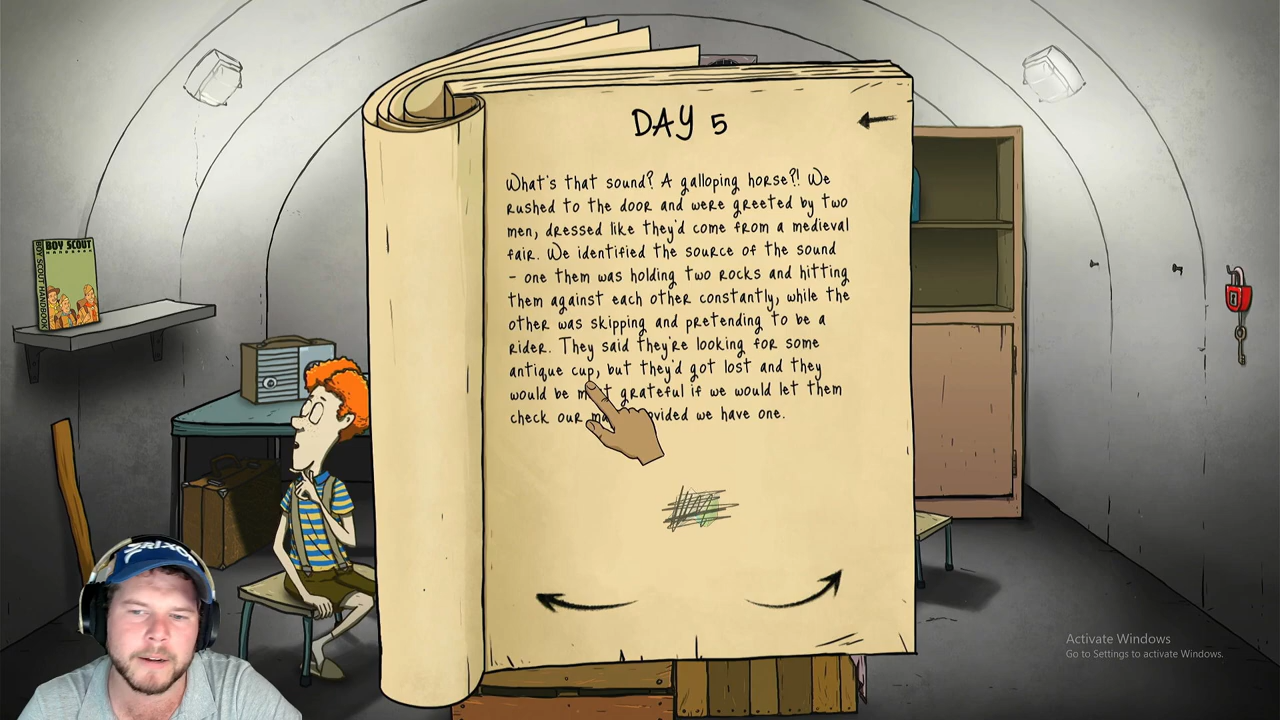 DAY 5
What's that sound? A galloping horse?! We
rushed to the door and were greeted by two
men, dressed like they'd come from a medieval
fair. We identified the source of the sound
- one them was holding two rocks and hitting
them against each other constantly, while the
other was skipping and pretending to be a
rider. They said they're looking for some
antique cup, but they'd got lost and they
would be grateful if we would let them
check our we have one.
BOY SCOUT
BOY SCOUT HANDBOOK
Activate Windows
Go to Settings to activate Windows.